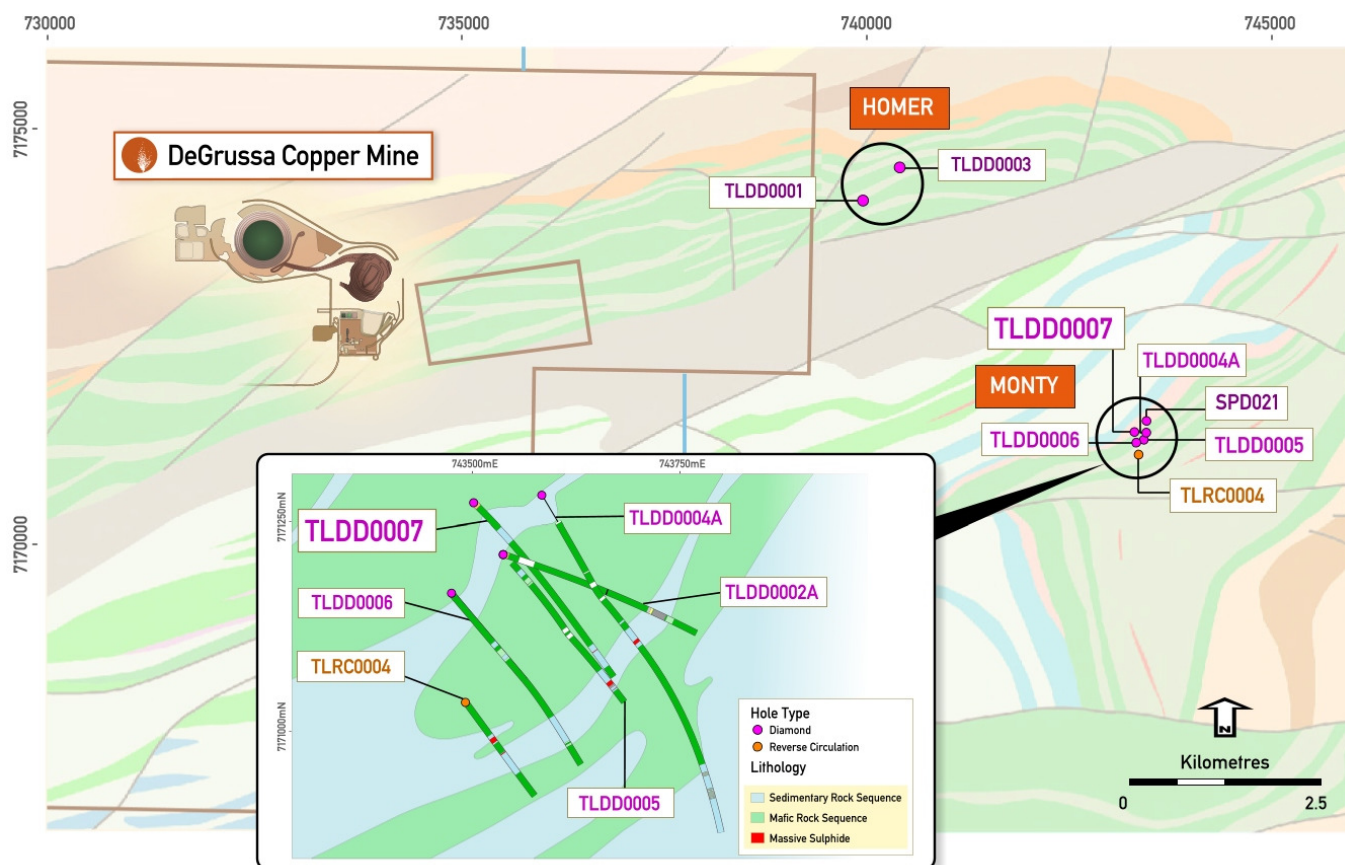 730000
735000
740000
745000
7175000
7170000
DeGrussa Copper Mine
HOMER
TLDD0003
TLDD0001
TLDD0007
TLDD0004A
MONTY
SPD021
TLDD0006
TLDD0005
TLRC0004
743500mE
743750mE
7171250mN
7171000mN
TLDD0007
TLDD0004A
TLDD0006
TLDD0002A
TLRC0004
TLDD0005
Hole Type
Diamond
Reverse Circulation
Lithology
Sedimentary Rock Sequence
Mafic Rock Sequence
Massive Sulphide
N
Kilometres
0
2.5